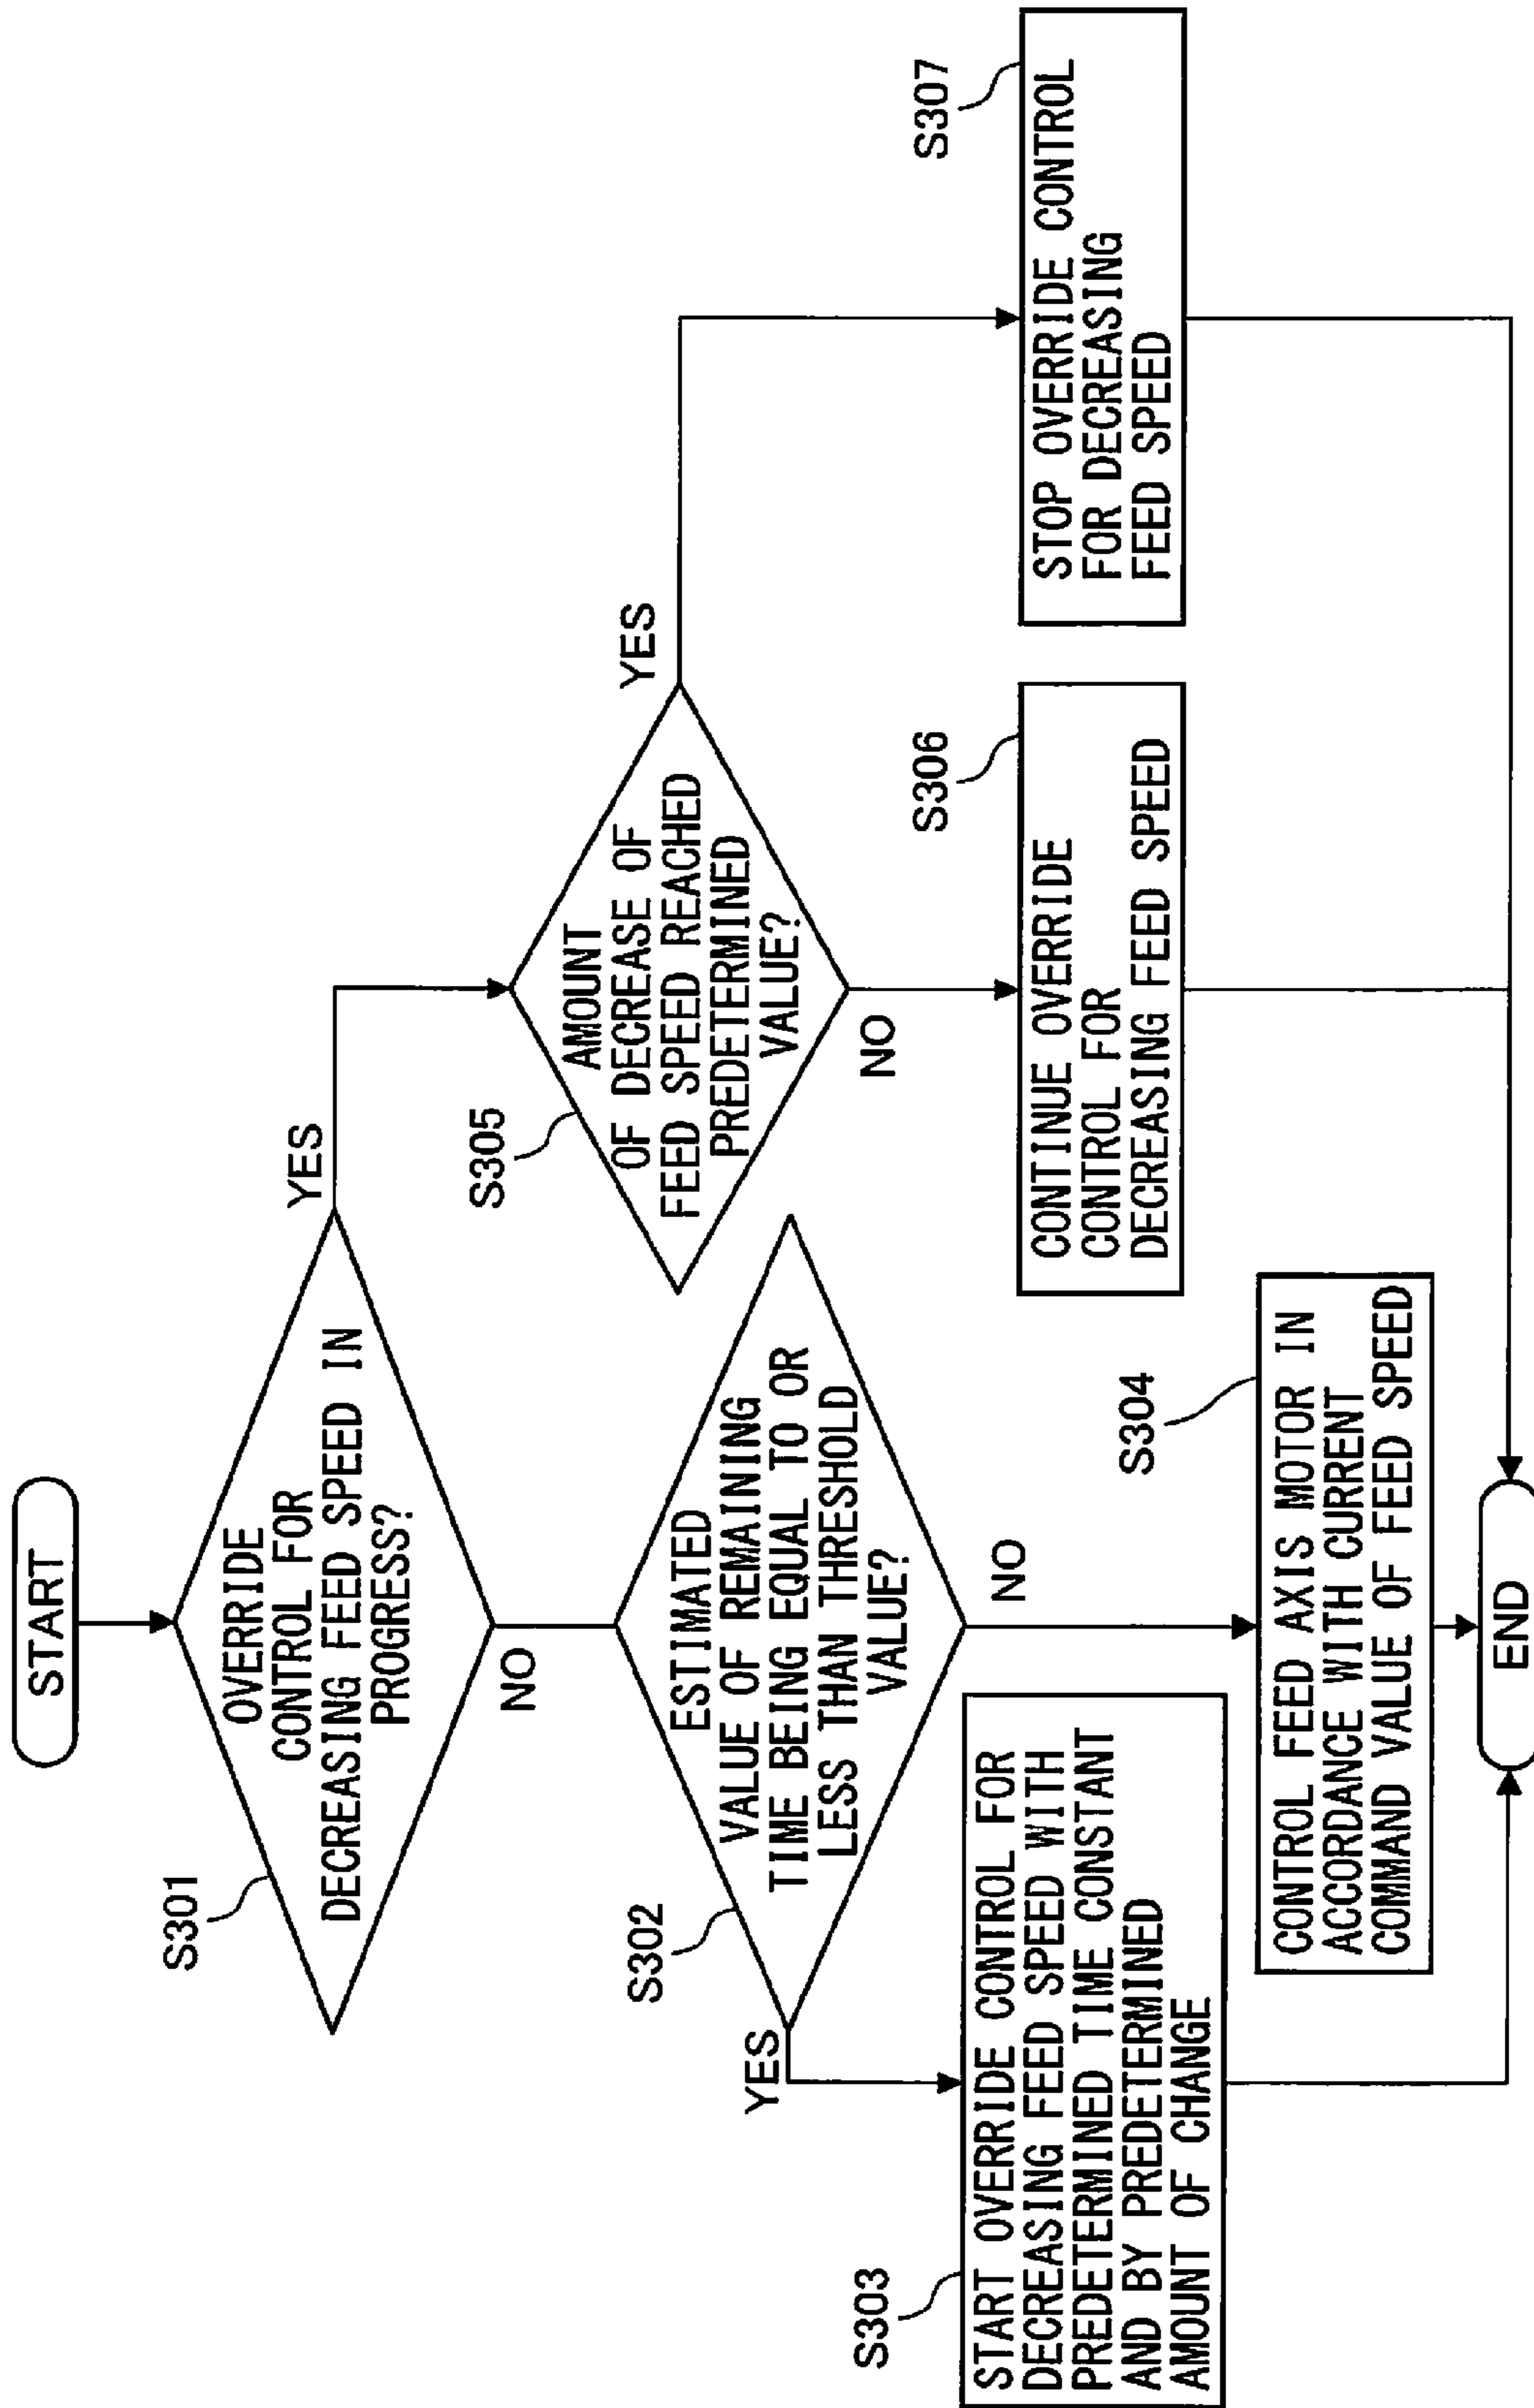 START
S301
OVERRIDE
CONTROL FOR
DECREASING FEED SPEED IN
PROGRESS?
YES
NO
S302
ESTIMATED
VALUE OF REMAINING
TIME BEING EQUAL TO OR
LESS THAN THRESHOLD
VALUE?
YES
NO
S303
START OVERRIDE CONTROL FOR
DECREASING FEED SPEED WITH
PREDETERMINED TIME CONSTANT
AND BY PREDETERMINED
AMOUNT OF CHANGE
S304
CONTROL FEED AXIS MOTOR IN
ACCORDANCE WITH CURRENT
COMMAND VALUE OF FEED SPEED
S305
AMOUNT
OF DECREASE OF
FEED SPEED REACHED
PREDETERMINED
VALUE?
YES
NO
S306
CONTINUE OVERRIDE
CONTROL FOR
DECREASING FEED SPEED
S307
STOP OVERRIDE CONTROL
FOR DECREASING
FEED SPEED
END